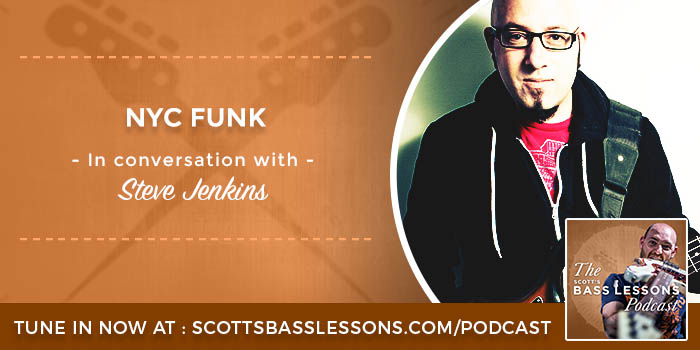 NYC FUNK
- In conversation with -
Steve Jenkins
The
SCOTT'S
BASS LESSONS
Podcast
TUNE IN NOW AT : SCOTTSBASSLESSONS.COM/PODCAST